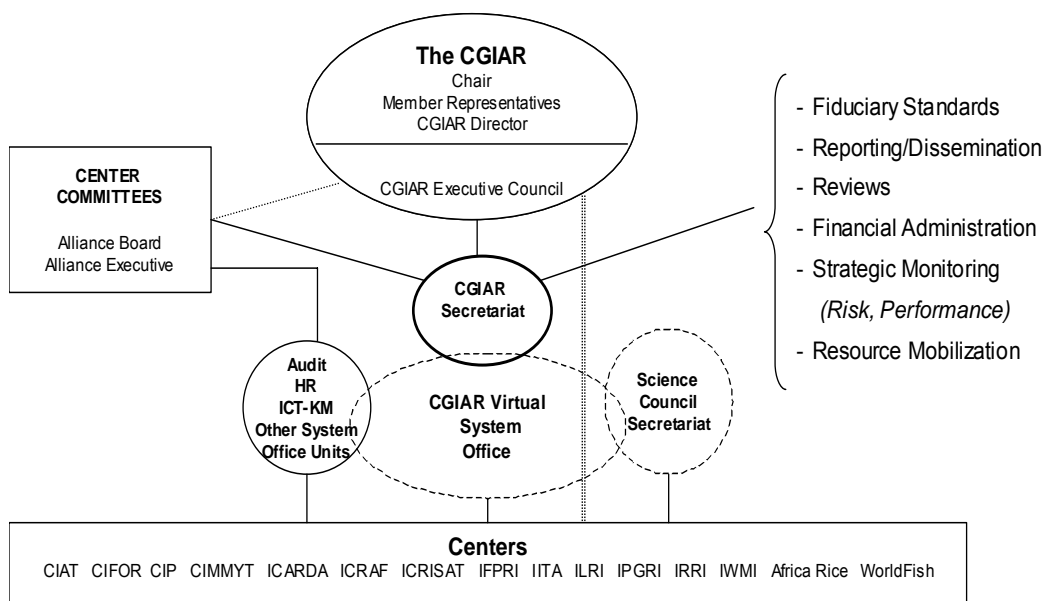 The CGIAR
Chair
Member Representatives
CGIAR Director
CGIAR Executive Council
CENTER
COMMITTEES
Alliance Board
Alliance Executive
- Fiduciary Standards
- Reporting/Dissemination
- Reviews
- Financial Administration
- Strategic Monitoring
(Risk, Performance)
- Resource Mobilization
CGIAR
Secretariat
Audit
HR
ICT-KM
Other System
Office Units
CGIAR Virtual
System
Office
Science
Council
Secretariat
Centers
CIAT CIFOR CIP CIMMYT ICARDA ICRAF ICRISAT IFPRI IITA ILRI IPGRI IRRI IWMI Africa Rice WorldFish